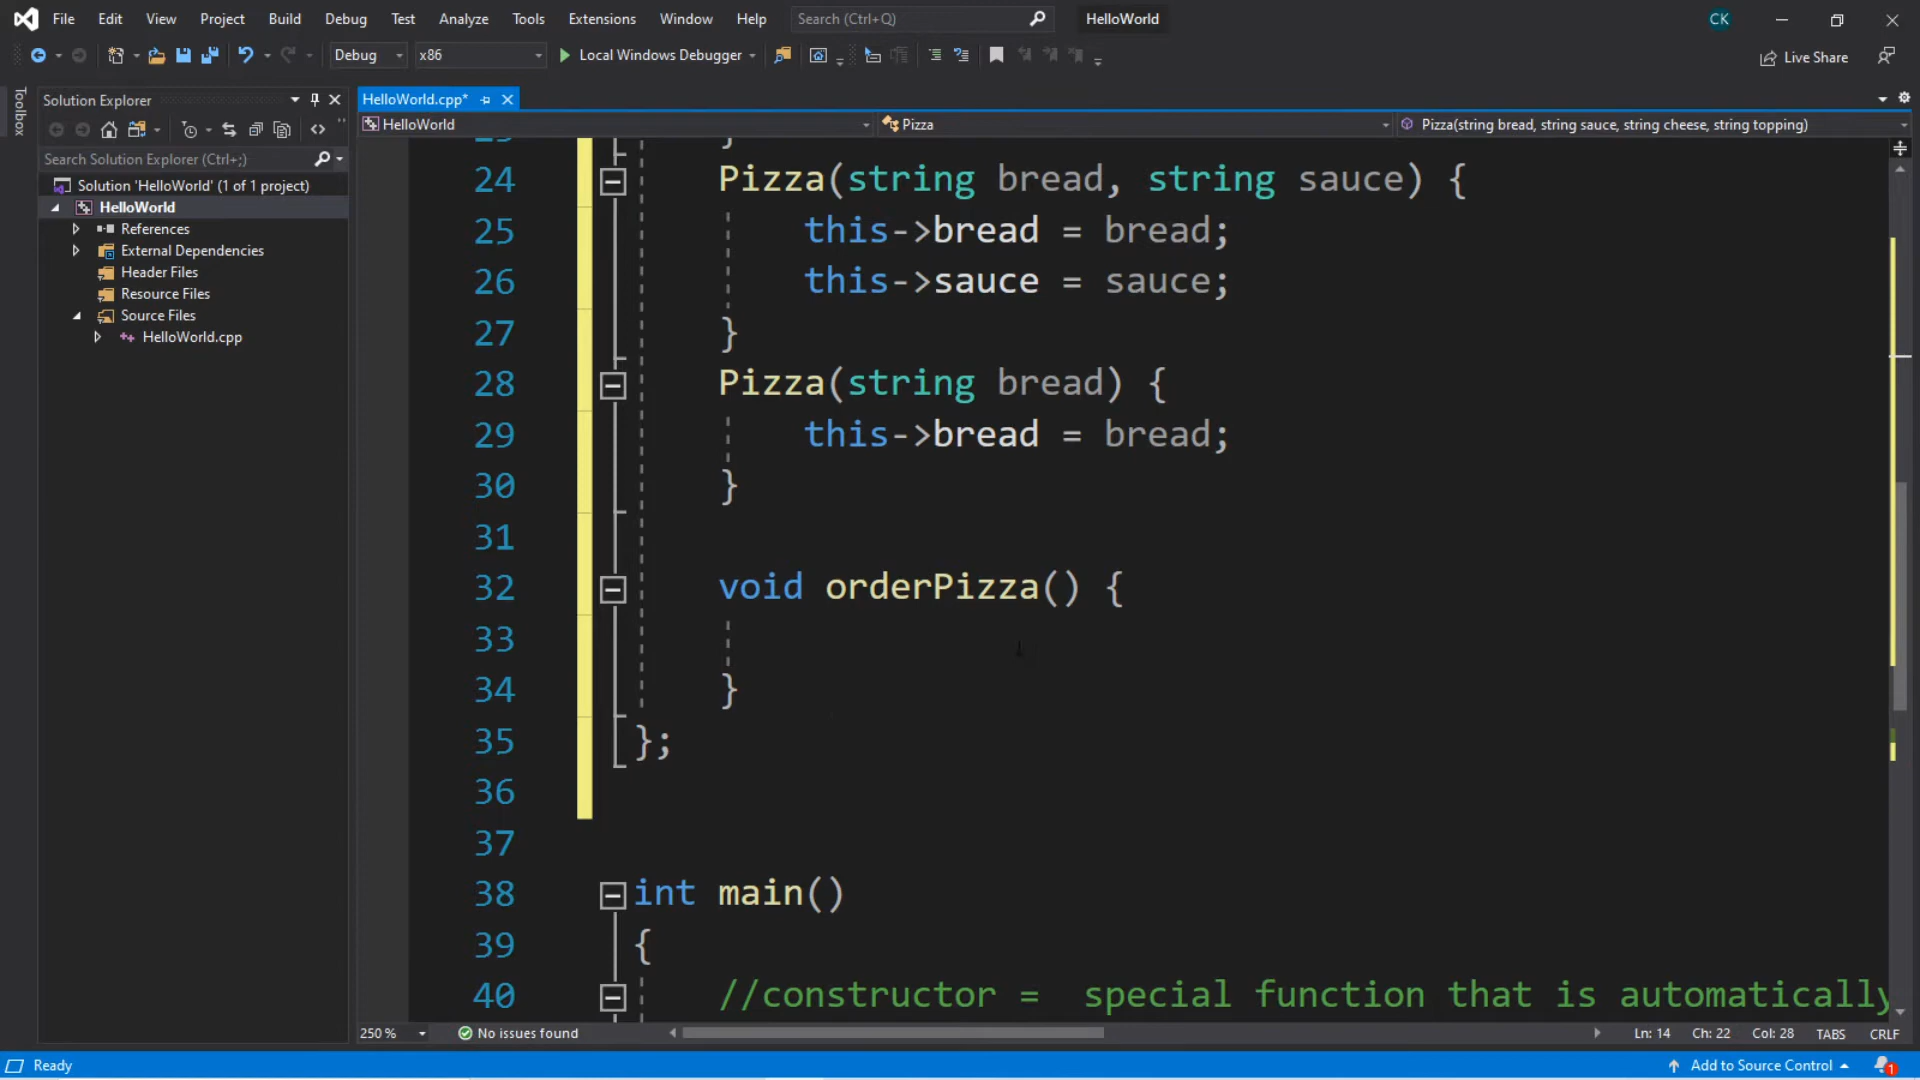 File Edit View Project Build Debug Test Analyze Tools Extensions Window Help Search (Ctrl+Q) HelloWorld CK
Debug x86 Local Windows Debugger Live Share
Toolbox
Solution Explorer
Search Solution Explorer (Ctrl+;)
Solution 'HelloWorld' (1 of 1 project)
HelloWorld
References
External Dependencies
Header Files
Resource Files
Source Files
HelloWorld.cpp
HelloWorld.cpp*
HelloWorld Pizza Pizza(string bread, string sauce, string cheese, string topping)
24 Pizza(string bread, string sauce) {
25 this->bread = bread;
26 this->sauce = sauce;
27 }
28 Pizza(string bread) {
29 this->bread = bread;
30 }
31
32 void orderPizza() {
33
34 }
35 };
36
37
38 int main()
39 {
40 //constructor = special function that is automatically
250 % No issues found Ln: 14 Ch: 22 Col: 28 TABS CRLF
Ready Add to Source Control 1